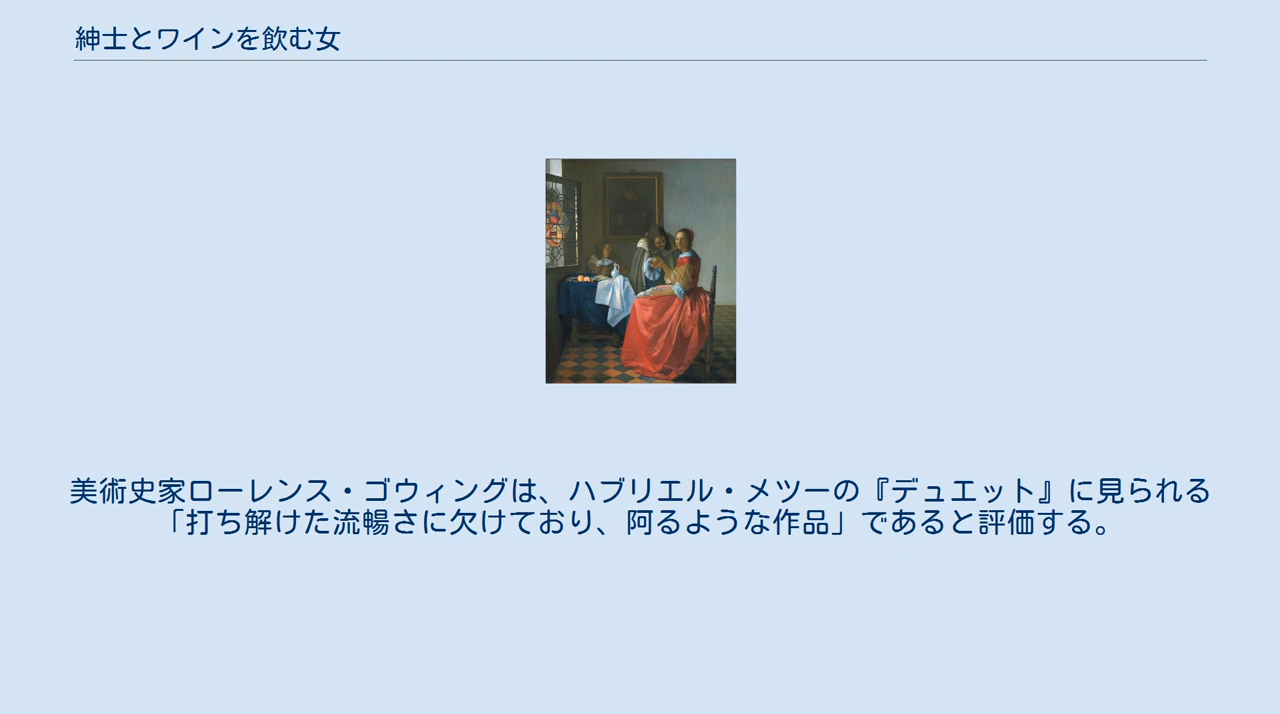 紳士とワインを飲む女
美術史家ローレンス・ゴウィングは、ハブリエル・メツーの『デュエット』に見られる
「打ち解けた流暢さに欠けており、阿るような作品」であると評価する。